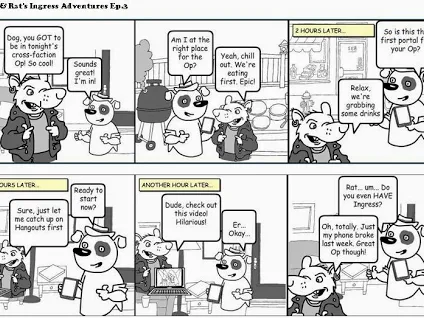 & Rat's Ingress Adventures Ep.3
Dog, you GOT to
be in tonight's
cross-faction
Op! So cool!
Sounds
great!
I'm in!
Am I at the
right place
for the
Op?
Yeah, chill
out. We're
eating
first. Epic!
2 HOURS LATER...
So is this th
first portal f
your Op?
Relax,
we're
grabbing
some drinks
OURS LATER...
Sure, just let
me catch up on
Hangouts first
Ready to
start
now?
ANOTHER HOUR LATER...
Dude, check out
this video!
Hilarious!
Er...
Okay...
Rat... um... Do
you even HAVE
Ingress?
Oh, totally. Just
my phone broke
last week. Great
Op though!